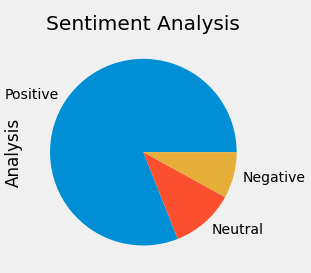 Sentiment Analysis
Positive
Analysis
Negative
Neutral